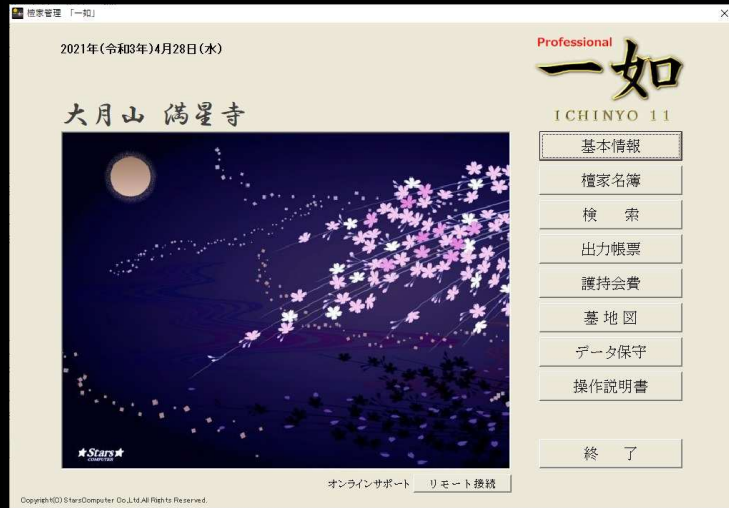 檀家管理 「一如」
2021年(令和3年)4月28日(水)
Professional
一如
ICHINYO 11
大月山 満星寺
基本情報
檀家名簿
検 索
出力帳票
護持会費
墓地図
データ保守
操作説明書
終 了
★Stars★
COMPUTER
オンラインサポート リモート接続
Copyright(C) StarsComputer Co.,Ltd.All Rights Reserved.